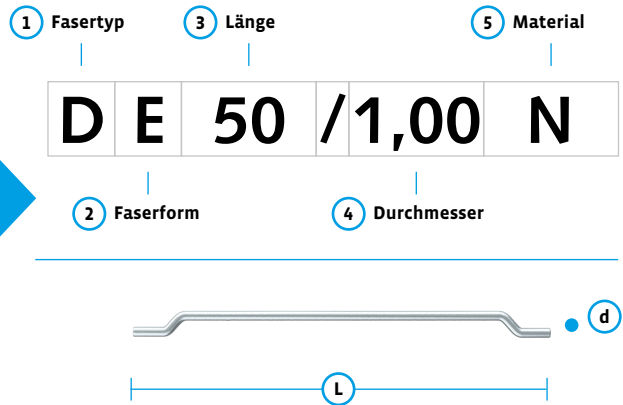 1 Fasertyp 3 Länge 5 Material
D E 50 /1,00 N
2 Faserform 4 Durchmesser
d
L